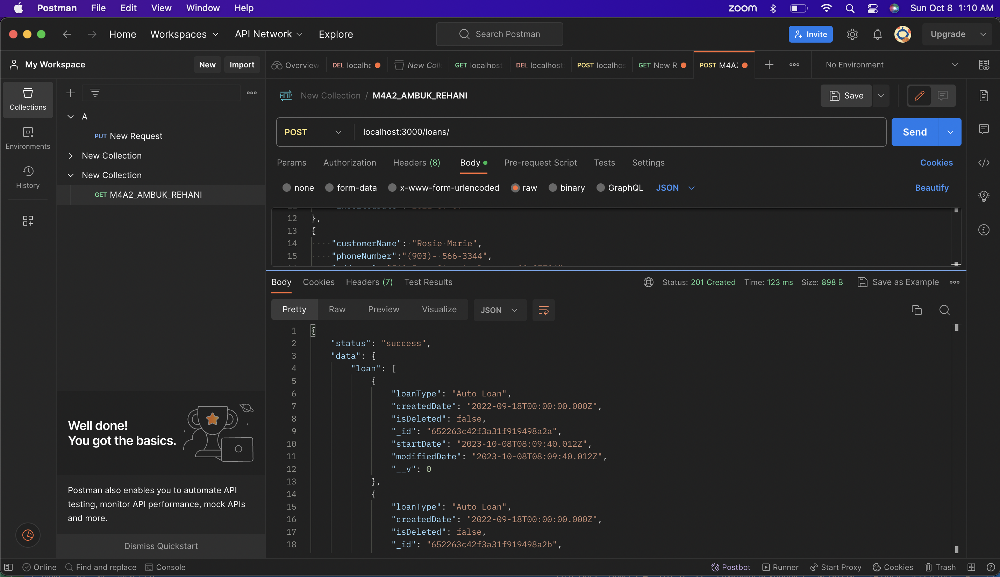 Postman File Edit View Window Help
zoom Sun Oct 8 1:10 AM
Home Workspaces API Network Explore
Search Postman
Invite Upgrade
My Workspace New Import
Overview DEL localhc New Coll GET localhost DEL localhost POST localhos GET New R POST M4A2
No Environment
Collections
Environments
History
A
PUT New Request
New Collection
New Collection
GET M4A2_AMBUK_REHANI
HTTP New Collection / M4A2_AMBUK_REHANI
Save
POST localhost:3000/loans/ Send
Params Authorization Headers (8) Body Pre-request Script Tests Settings Cookies
none form-data x-www-form-urlencoded raw binary GraphQL JSON Beautify
12 },
13 {
14 "customerName": "Rosie Marie",
15 "phoneNumber":"(903)- 566-3344",
Body Cookies Headers (7) Test Results
Status: 201 Created Time: 123 ms Size: 898 B Save as Example
Pretty Raw Preview Visualize JSON
1 {
2 "status": "success",
3 "data": {
4 "loan": [
5 {
6 "loanType": "Auto Loan",
7 "createdDate": "2022-09-18T00:00:00.000Z",
8 "isDeleted": false,
9 "_id": "652263c42f3a31f919498a2a",
10 "startDate": "2023-10-08T08:09:40.012Z",
11 "modifiedDate": "2023-10-08T08:09:40.012Z",
12 "__v": 0
13 },
14 {
15 "loanType": "Auto Loan",
16 "createdDate": "2022-09-18T00:00:00.000Z",
17 "isDeleted": false,
18 "_id": "652263c42f3a31f919498a2b",
Well done!
You got the basics.
Postman also enables you to automate API
testing, monitor API performance, mock APIs
and more.
Dismiss Quickstart
Online Find and replace Console
Postbot Runner Start Proxy Cookies Trash